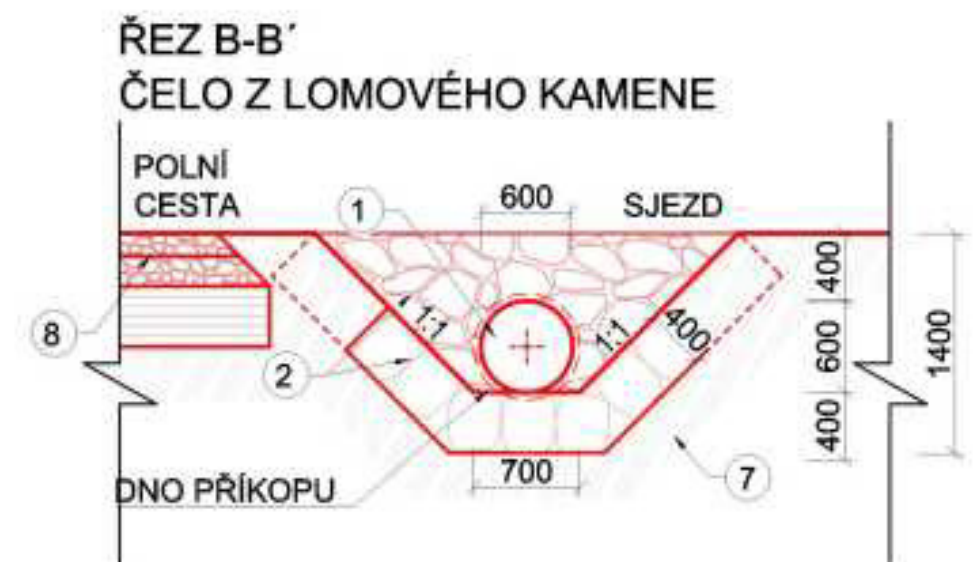 ŘEZ B-B´
ČELO Z LOMOVÉHO KAMENE
POLNÍ
CESTA
1
600
SJEZD
400
8
1:1
1:1
400
600
1400
2
400
700
7
DNO PŘÍKOPU